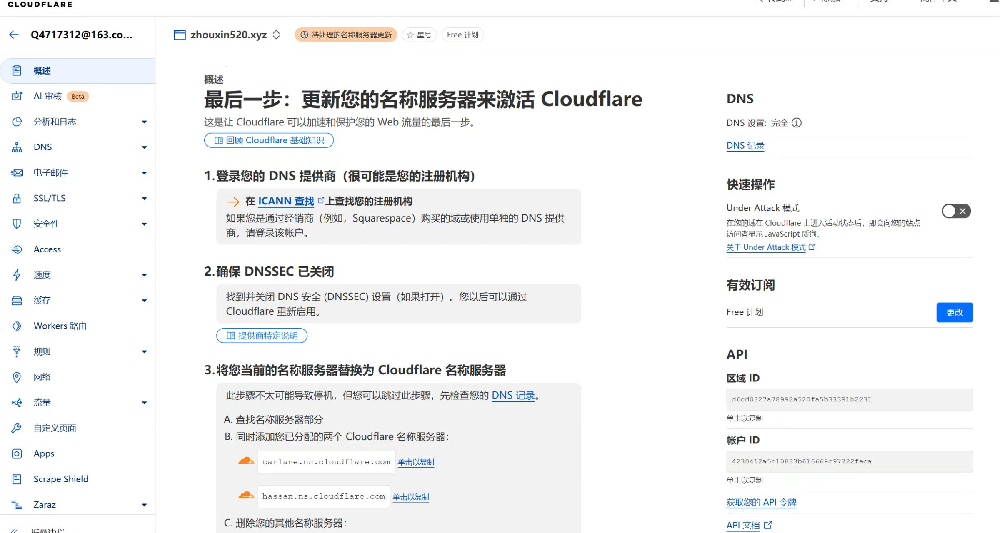 CLOUDFLARE
Q4717312@163.co...
zhouxin520.xyz
待处理的名称服务器更新
星号
Free 计划
概述
AI 审核 Beta
分析和日志
DNS
电子邮件
SSL/TLS
安全性
Access
速度
缓存
Workers 路由
规则
网络
流量
自定义页面
Apps
Scrape Shield
Zaraz
折叠边栏
概述
最后一步：更新您的名称服务器来激活 Cloudflare
这是让 Cloudflare 可以加速和保护您的 Web 流量的最后一步。
回顾 Cloudflare 基础知识
1.登录您的 DNS 提供商（很可能是您的注册机构）
在 ICANN 查找 上查找您的注册机构
如果您是通过经销商（例如，Squarespace）购买的域或使用单独的 DNS 提供
商，请登录该帐户。
2.确保 DNSSEC 已关闭
找到并关闭 DNS 安全 (DNSSEC) 设置（如果打开）。您以后可以通过
Cloudflare 重新启用。
提供商特定说明
3.将您当前的名称服务器替换为 Cloudflare 名称服务器
此步骤不太可能导致停机，但您可以跳过此步骤，先检查您的 DNS 记录。
A. 查找名称服务器部分
B. 同时添加您已分配的两个 Cloudflare 名称服务器：
carlane.ns.cloudflare.com 单击以复制
hassan.ns.cloudflare.com 单击以复制
C. 删除您的其他名称服务器：
DNS
DNS 设置: 完全
DNS 记录
快速操作
Under Attack 模式
在您的域在 Cloudflare 上进入活动状态后，即会向您的站点
访问者显示 JavaScript 质询。
关于 Under Attack 模式
有效订阅
Free 计划
更改
API
区域 ID
d6cd0327a78992a520fa5b33391b2231
单击以复制
帐户 ID
4230412a5b10833b616669c97722faca
单击以复制
获取您的 API 令牌
API 文档